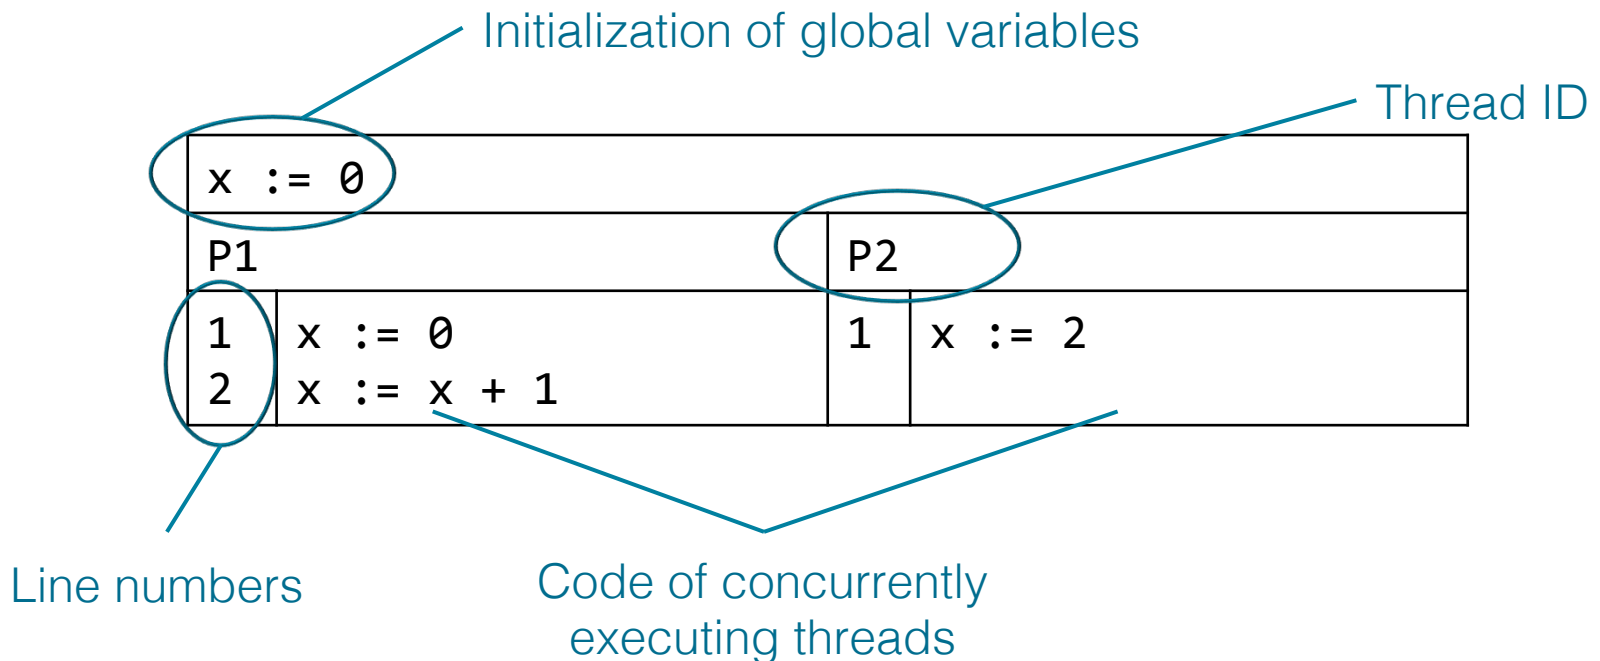 Initialization of global variables
Thread ID
x := 0
P1
P2
1 x := 0
1 x := 2
2 x := x + 1
Line numbers
Code of concurrently
executing threads